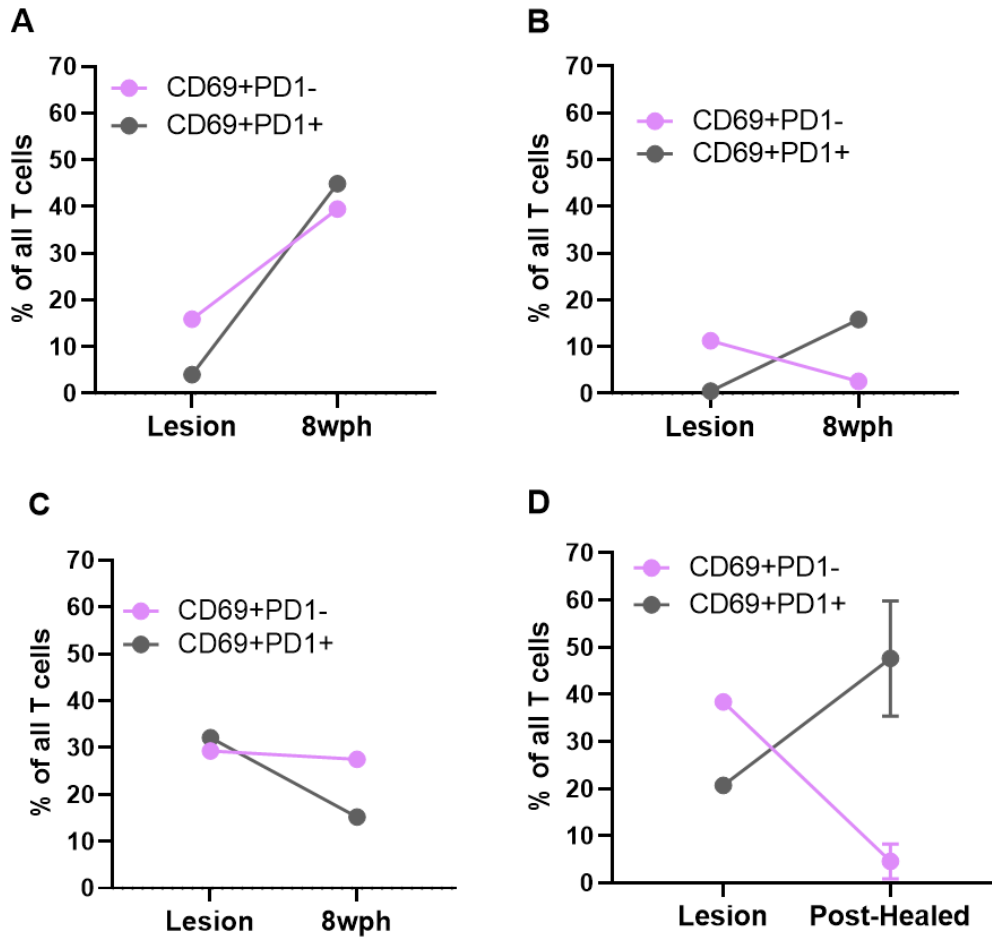 A
% of all T cells
70
60
50
40
30
20
10
0
CD69+PD1-
CD69+PD1+
Lesion 8wph
B
% of all T cells
70
60
50
40
30
20
10
0
CD69+PD1-
CD69+PD1+
Lesion 8wph
C
% of all T cells
70
60
50
40
30
20
10
0
CD69+PD1-
CD69+PD1+
Lesion 8wph
D
% of all T cells
70
60
50
40
30
20
10
0
CD69+PD1-
CD69+PD1+
Lesion Post-Healed